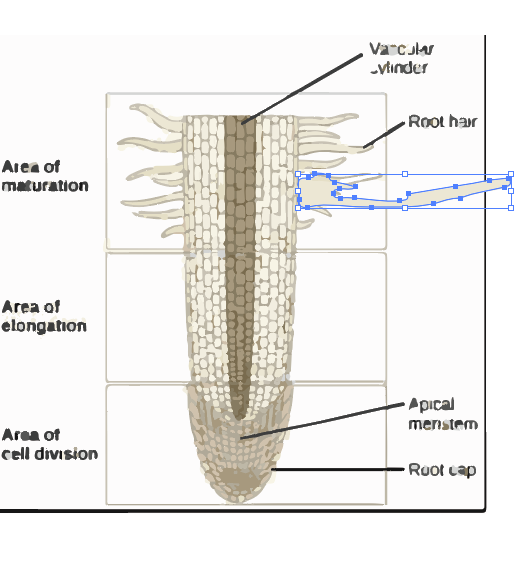 Vascular
cylinder
Root hair
Area of
maturation
Area of
elongation
Apical
meristem
Area of
cell division
Root cap